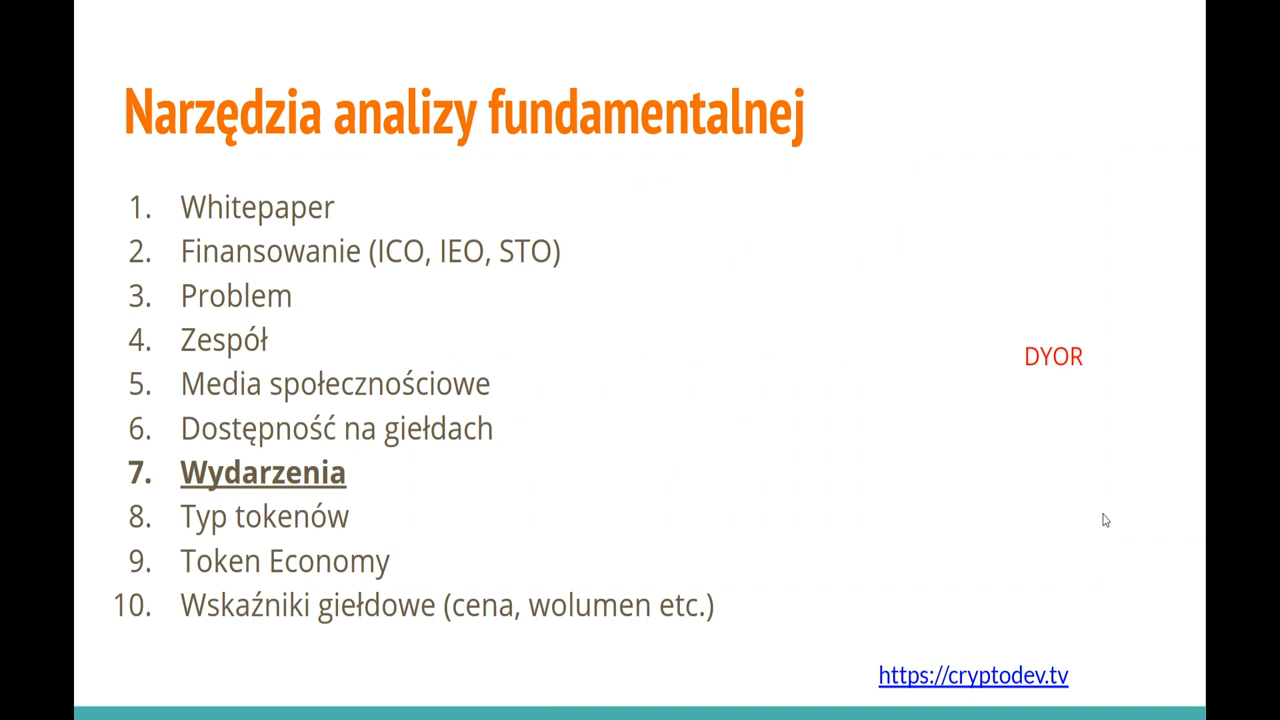 Narzędzia analizy fundamentalnej
1. Whitepaper
2. Finansowanie (ICO, IEO, STO)
3. Problem
4. Zespół
5. Media społecznościowe
6. Dostępność na giełdach
7. Wydarzenia
8. Typ tokenów
9. Token Economy
10. Wskaźniki giełdowe (cena, wolumen etc.)
DYOR
https://cryptodev.tv